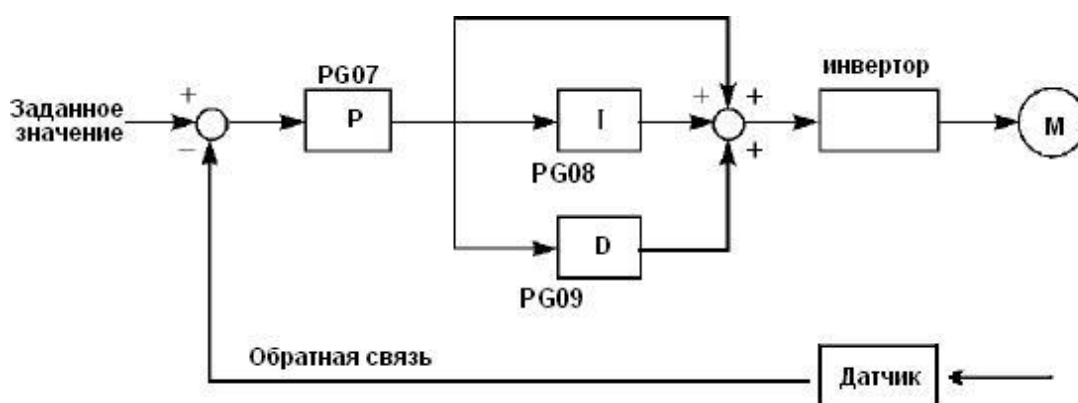 PG07
инвертор
Заданное
значение
+
−
P
I
+
+
+
M
PG08
D
PG09
Обратная связь
Датчик